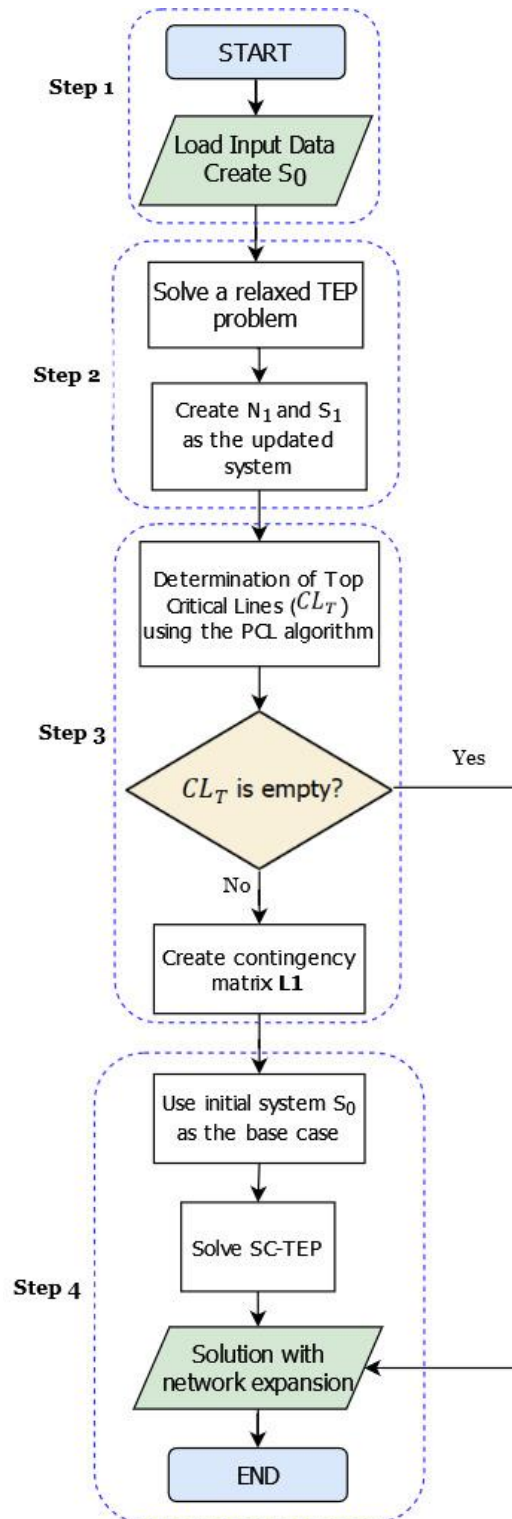 START
Step 1
Load Input Data
Create S₀
Solve a relaxed TEP
problem
Step 2
Create N₁ and S₁
as the updated
system
Determination of Top
Critical Lines (CL_T)
using the PCL algorithm
Step 3
Yes
CL_T is empty?
No
Create contingency
matrix L1
Use initial system S₀
as the base case
Solve SC-TEP
Step 4
Solution with
network expansion
END